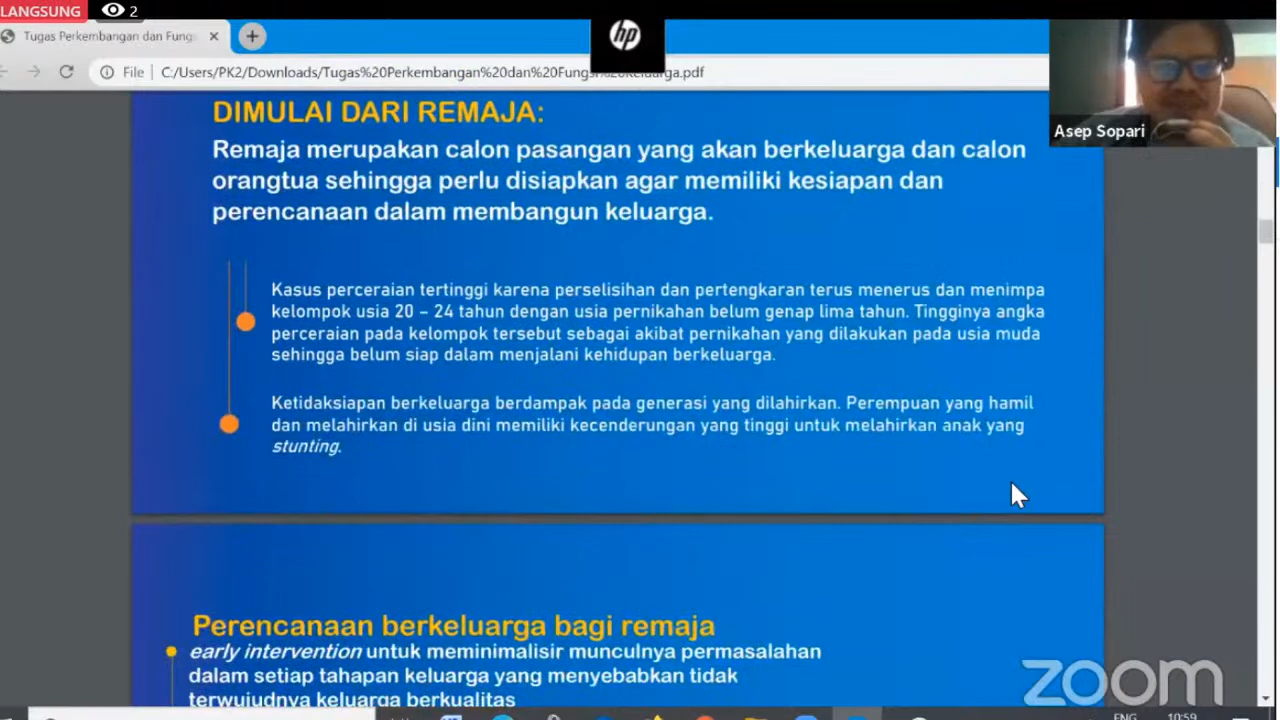 LANGSUNG 2
Tugas Perkembangan dan Fungs
hp
File C:/Users/PK2/Downloads/Tugas%20Perkembangan%20dan%20Fungsi%20Keluarga.pdf
Asep Sopari
DIMULAI DARI REMAJA:
Remaja merupakan calon pasangan yang akan berkeluarga dan calon
orangtua sehingga perlu disiapkan agar memiliki kesiapan dan
perencanaan dalam membangun keluarga.
Kasus perceraian tertinggi karena perselisihan dan pertengkaran terus menerus dan menimpa
kelompok usia 20 – 24 tahun dengan usia pernikahan belum genap lima tahun. Tingginya angka
perceraian pada kelompok tersebut sebagai akibat pernikahan yang dilakukan pada usia muda
sehingga belum siap dalam menjalani kehidupan berkeluarga.
Ketidaksiapan berkeluarga berdampak pada generasi yang dilahirkan. Perempuan yang hamil
dan melahirkan di usia dini memiliki kecenderungan yang tinggi untuk melahirkan anak yang
stunting.
Perencanaan berkeluarga bagi remaja
early intervention untuk meminimalisir munculnya permasalahan
dalam setiap tahapan keluarga yang menyebabkan tidak
terwujudnya keluarga berkualitas
zoom
ENG 10:59